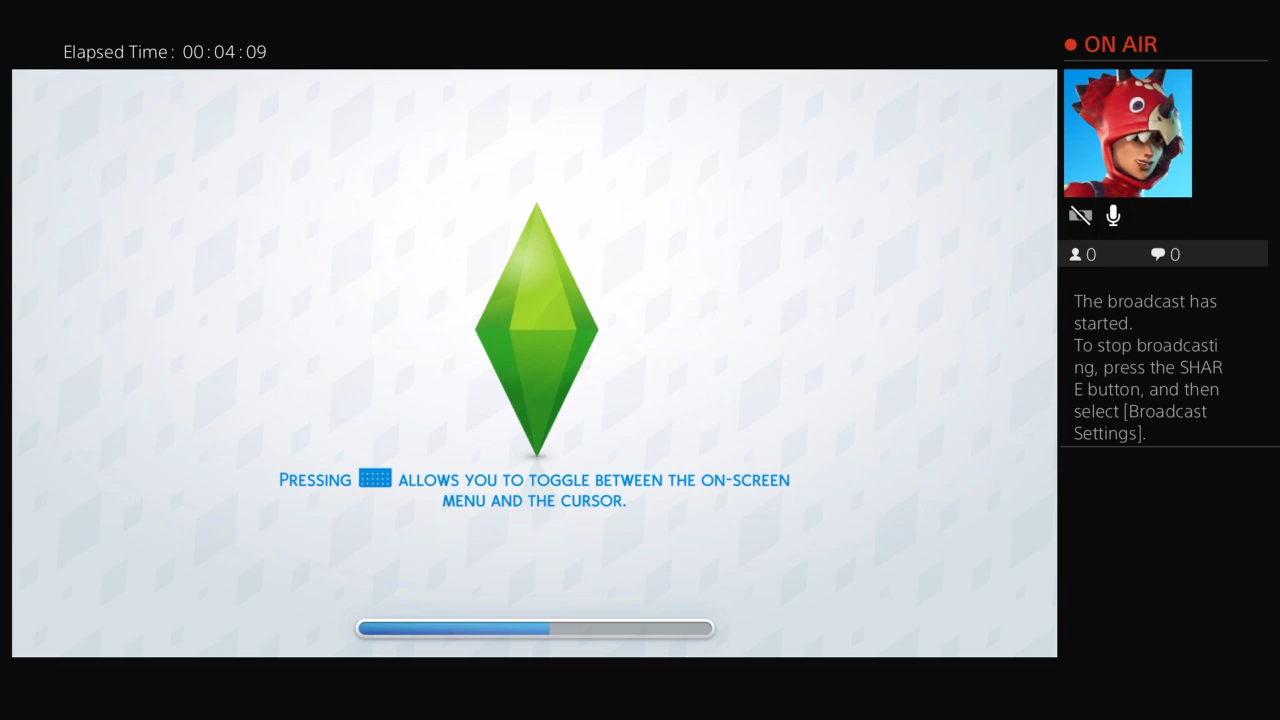 Elapsed Time: 00:04:09
ON AIR
0 0
The broadcast has
started.
To stop broadcasti
ng, press the SHAR
E button, and then
select [Broadcast
Settings].
PRESSING ALLOWS YOU TO TOGGLE BETWEEN THE ON-SCREEN
MENU AND THE CURSOR.